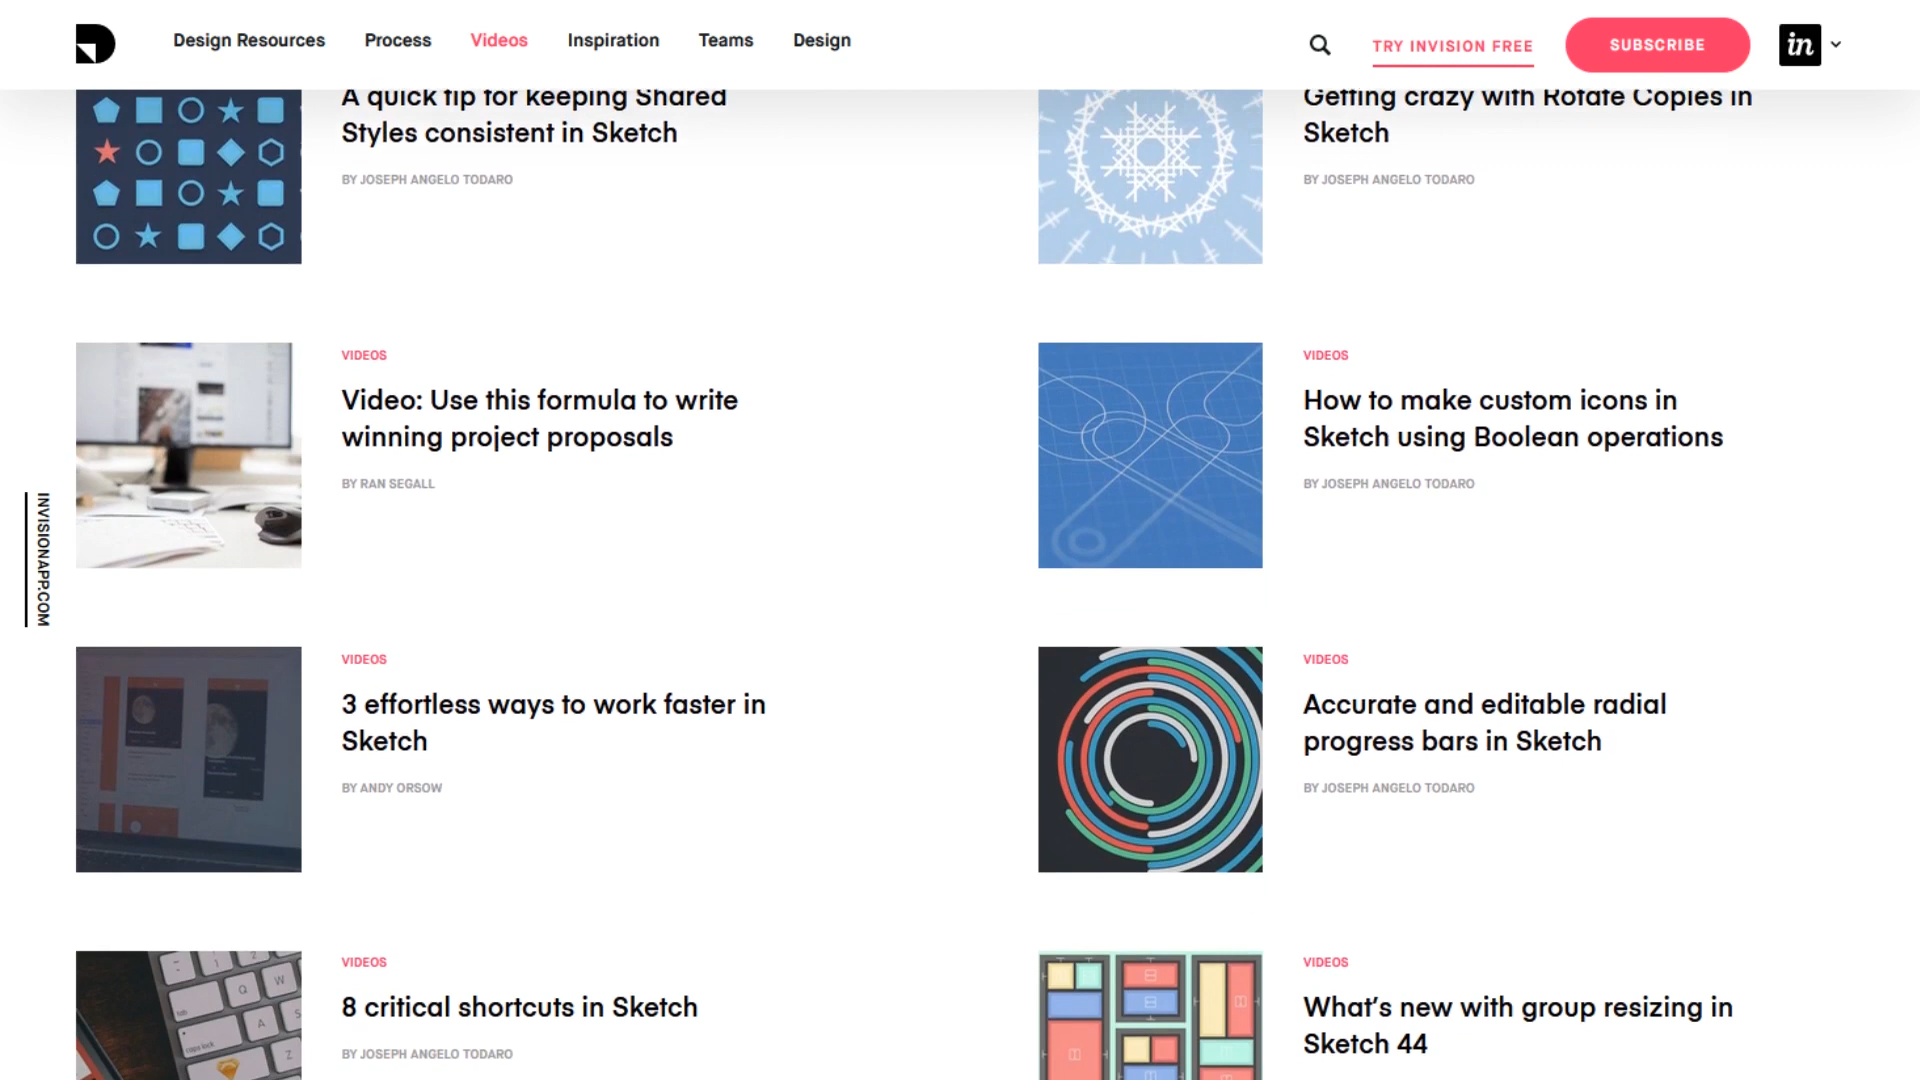 Design Resources
Process
Videos
Inspiration
Teams
Design
TRY INVISION FREE
SUBSCRIBE
in
A quick tip for keeping Shared
Styles consistent in Sketch
BY JOSEPH ANGELO TODARO
Getting crazy with Rotate Copies in
Sketch
BY JOSEPH ANGELO TODARO
VIDEOS
Video: Use this formula to write
winning project proposals
BY RAN SEGALL
VIDEOS
How to make custom icons in
Sketch using Boolean operations
BY JOSEPH ANGELO TODARO
INVISIONAPP.COM
VIDEOS
3 effortless ways to work faster in
Sketch
BY ANDY ORSOW
VIDEOS
Accurate and editable radial
progress bars in Sketch
BY JOSEPH ANGELO TODARO
VIDEOS
8 critical shortcuts in Sketch
BY JOSEPH ANGELO TODARO
Q
W
tab
A
S
caps lock
Z
VIDEOS
What's new with group resizing in
Sketch 44